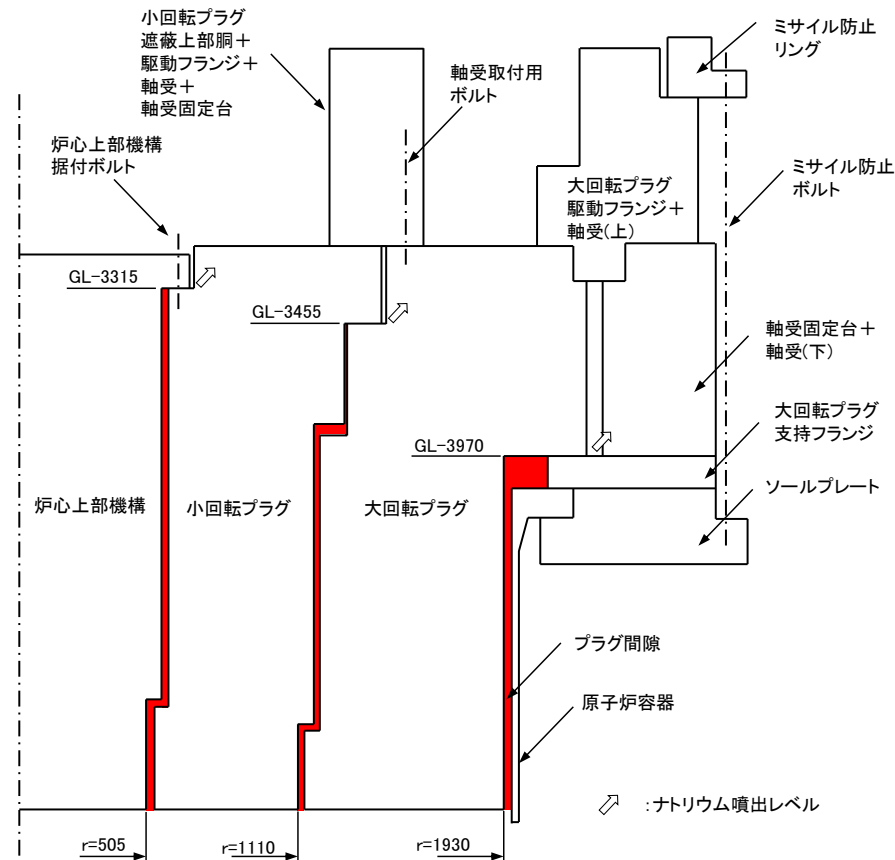 小回転プラグ
遮蔽上部胴＋
駆動フランジ＋
軸受＋
軸受固定台
軸受取付用
ボルト
ミサイル防止
リング
炉心上部機構
据付ボルト
大回転プラグ
駆動フランジ＋
軸受(上)
ミサイル防止
ボルト
GL-3315
GL-3455
軸受固定台＋
軸受(下)
大回転プラグ
支持フランジ
GL-3970
ソールプレート
炉心上部機構
小回転プラグ
大回転プラグ
プラグ間隙
原子炉容器
:ナトリウム噴出レベル
r=505
r=1110
r=1930